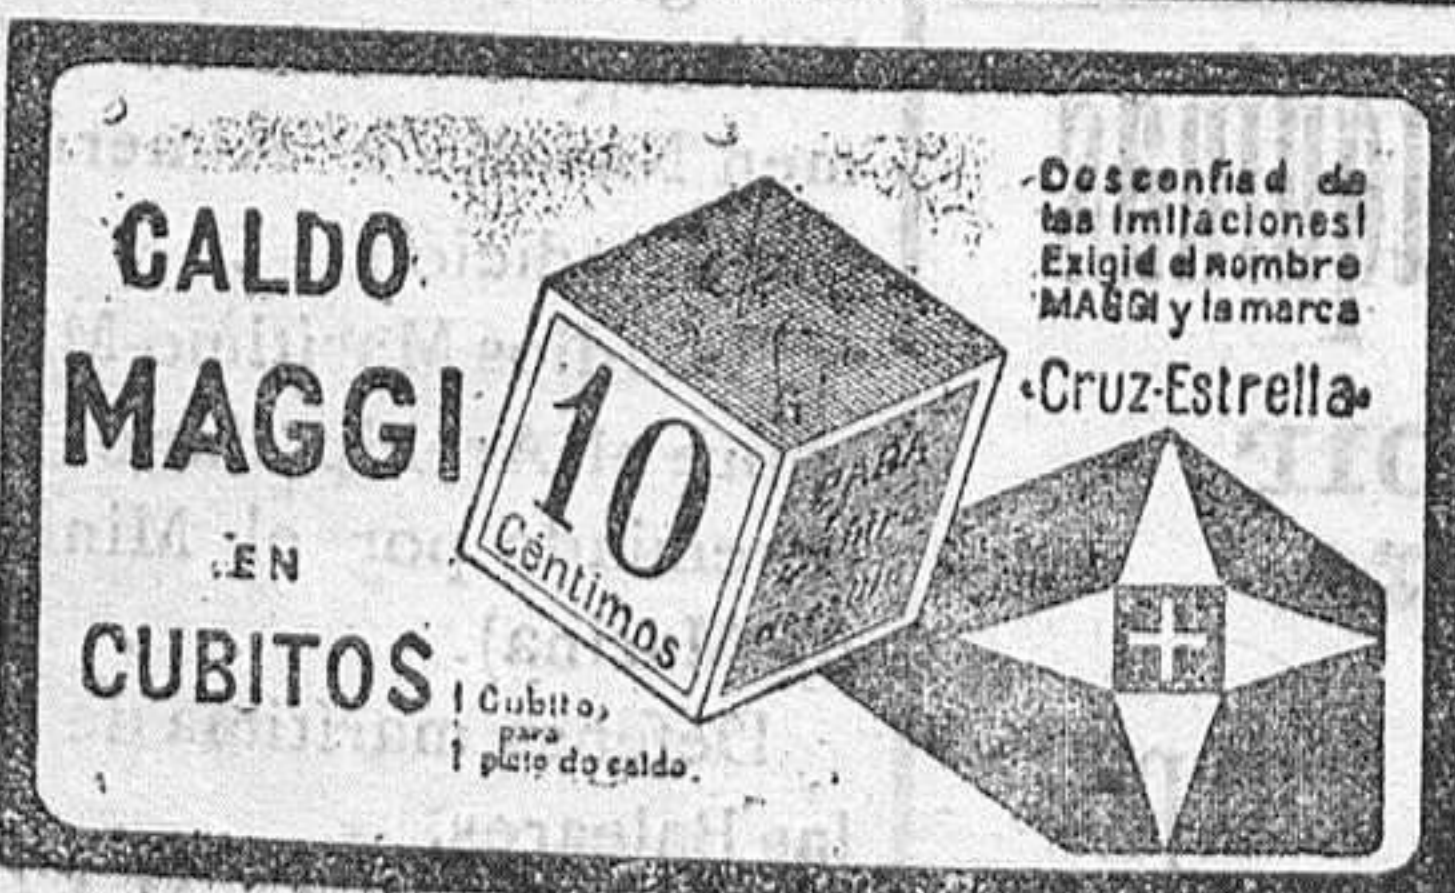 CALDO
MAGGI
EN
CUBITOS
1 Cubito,
para
1 plato de caldo.
10
Céntimos
PARA
Desconfiad de
las imitaciones!
Exigid el nombre
MAGGI y la marca
«Cruz-Estrella»